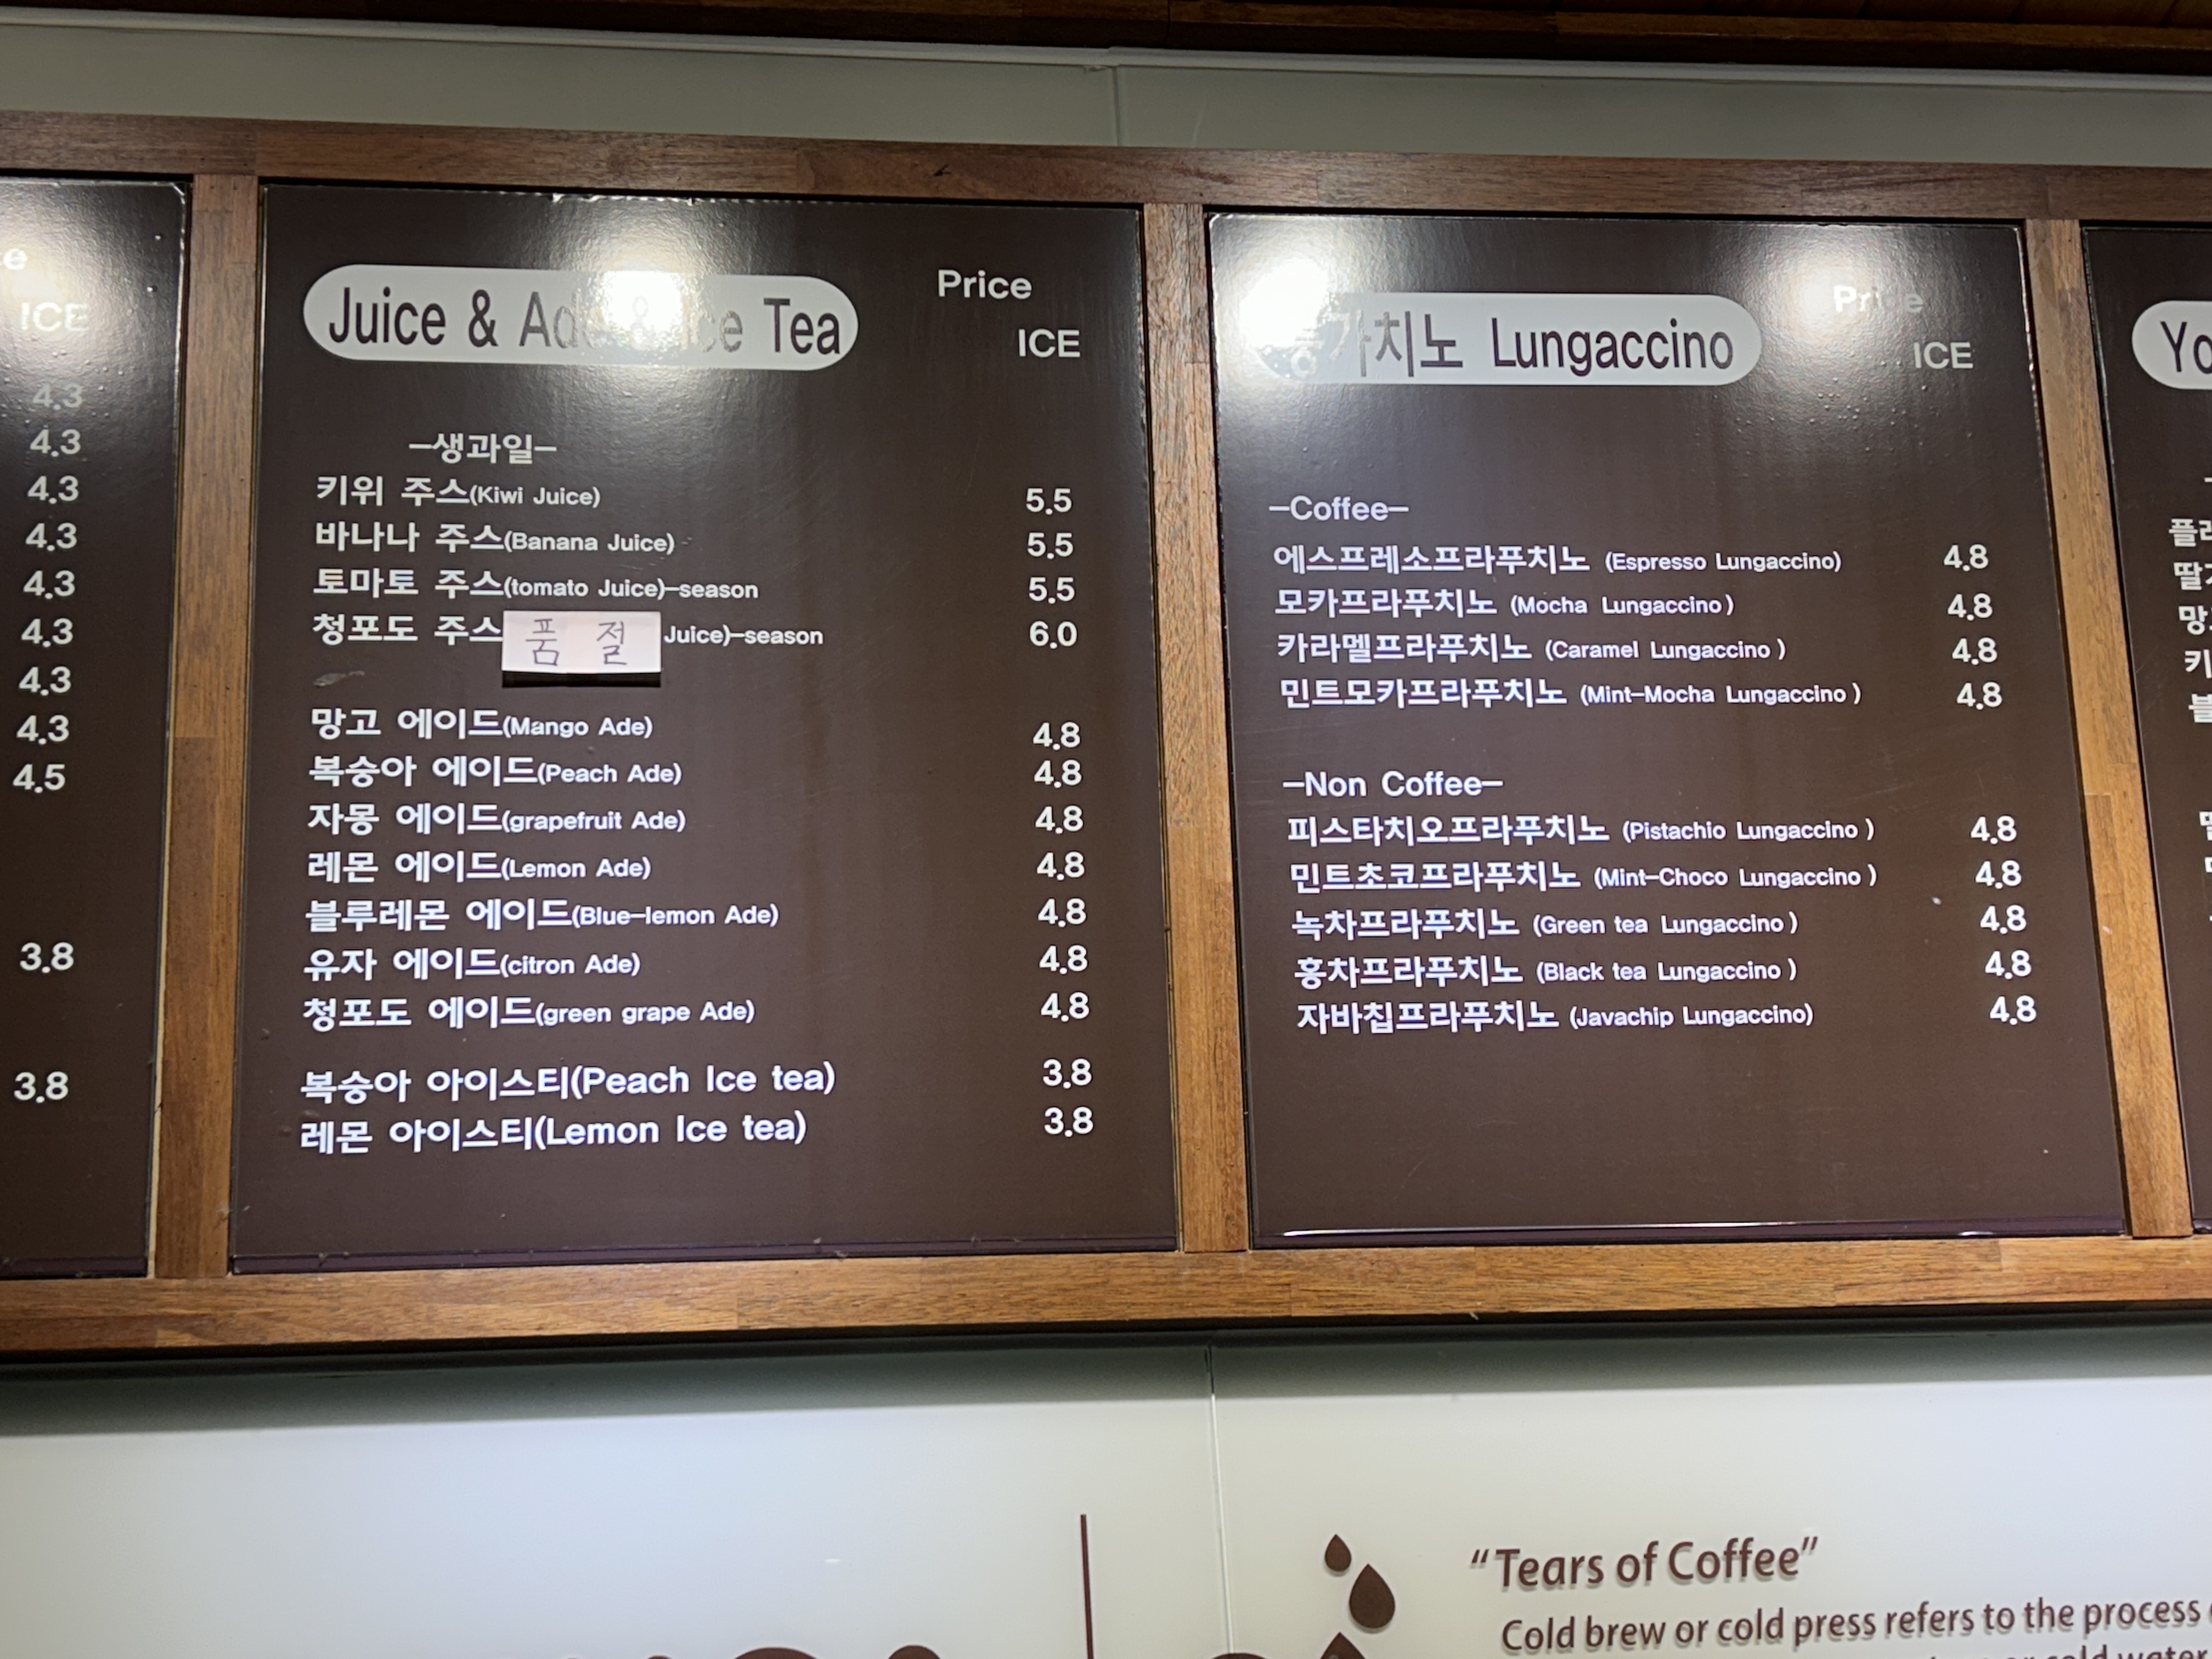 ICE
4.3
4.3
4.3
4.3
4.3
4.3
4.3
4.3
4.5
3.8
3.8
Juice & Ade & Ice Tea
Price
ICE
–생과일–
키위 주스(Kiwi Juice) 5.5
바나나 주스(Banana Juice) 5.5
토마토 주스(tomato Juice)–season 5.5
청포도 주스 품 절 Juice)–season 6.0
망고 에이드(Mango Ade) 4.8
복숭아 에이드(Peach Ade) 4.8
자몽 에이드(grapefruit Ade) 4.8
레몬 에이드(Lemon Ade) 4.8
블루레몬 에이드(Blue–lemon Ade) 4.8
유자 에이드(citron Ade) 4.8
청포도 에이드(green grape Ade) 4.8
복숭아 아이스티(Peach Ice tea) 3.8
레몬 아이스티(Lemon Ice tea) 3.8
룽가치노 Lungaccino
Price
ICE
–Coffee–
에스프레소프라푸치노 (Espresso Lungaccino) 4.8
모카프라푸치노 (Mocha Lungaccino) 4.8
카라멜프라푸치노 (Caramel Lungaccino ) 4.8
민트모카프라푸치노 (Mint–Mocha Lungaccino ) 4.8
–Non Coffee–
피스타치오프라푸치노 (Pistachio Lungaccino ) 4.8
민트초코프라푸치노 (Mint–Choco Lungaccino ) 4.8
녹차프라푸치노 (Green tea Lungaccino ) 4.8
홍차프라푸치노 (Black tea Lungaccino ) 4.8
자바칩프라푸치노 (Javachip Lungaccino) 4.8
“Tears of Coffee”
Cold brew or cold press refers to the process
or cold water